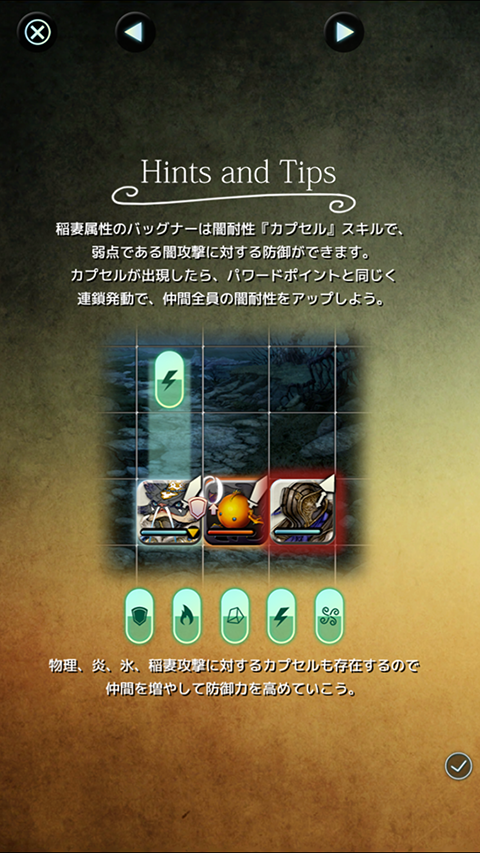 Hints and Tips
稲妻属性のバッグナーは闇耐性『カプセル』スキルで、
弱点である闇攻撃に対する防御ができます。
カプセルが出現したら、パワードポイントと同じく
連鎖発動で、仲間全員の闇耐性をアップしよう。
物理、炎、氷、稲妻攻撃に対するカプセルも存在するので
仲間を増やして防御力を高めていこう。